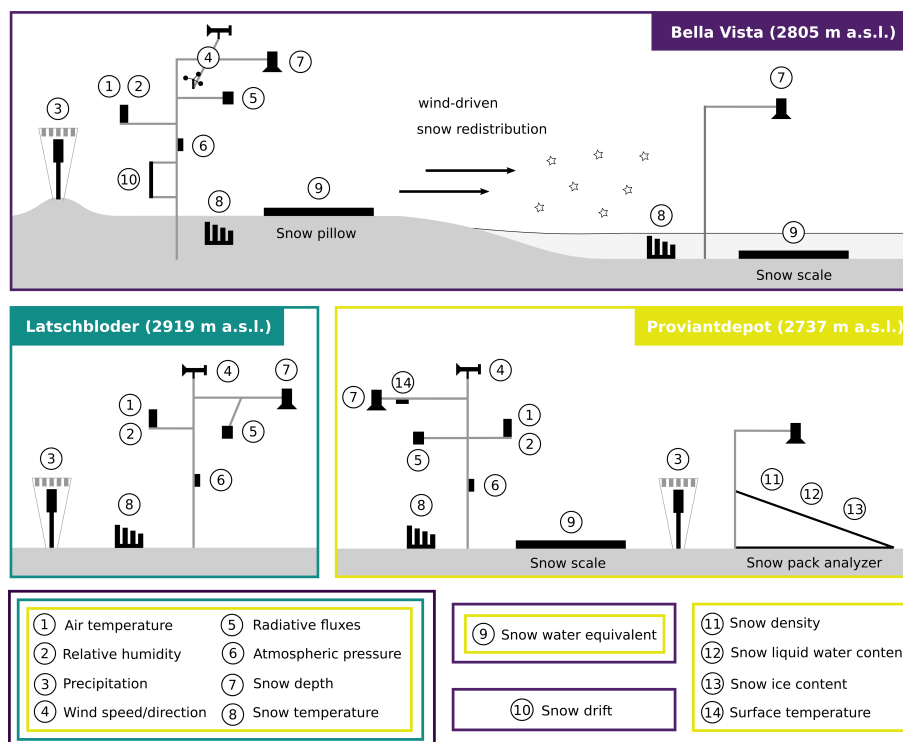 Bella Vista (2805 m a.s.l.)
4
7
7
1 2
5
wind-driven
3
snow redistribution
6
10
9
8
8
9
Snow pillow
Snow scale
Latschbloder (2919 m a.s.l.)
4
7
1
2
5
3
6
8
Proviantdepot (2737 m a.s.l.)
4
14
7
1
2
5
3
6
11
12
13
8
9
Snow scale
Snow pack analyzer
1 Air temperature
2 Relative humidity
3 Precipitation
4 Wind speed/direction
5 Radiative fluxes
6 Atmospheric pressure
7 Snow depth
8 Snow temperature
9 Snow water equivalent
10 Snow drift
11 Snow density
12 Snow liquid water conten
13 Snow ice content
14 Surface temperature